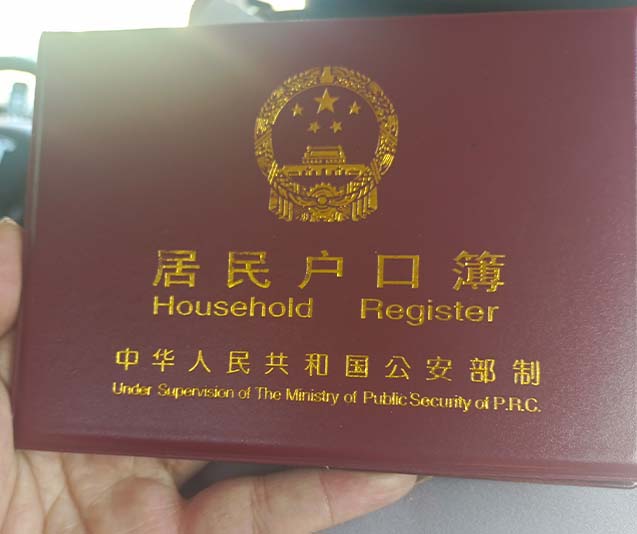 居民户口簿
Household Register
中华人民共和国公安部制
Under Supervision of The Ministry of Public Security of P.R.C.